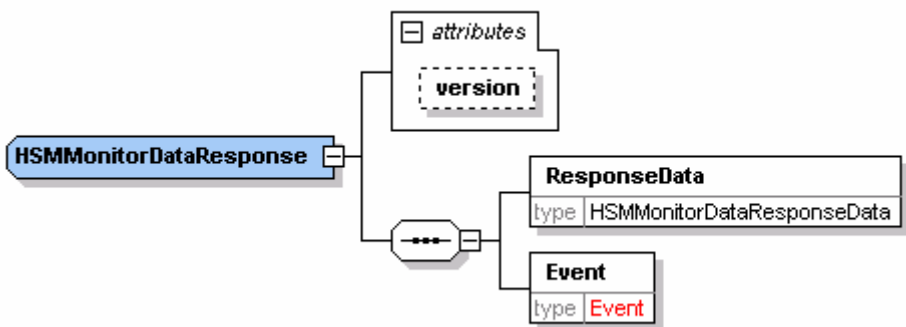 attributes
version
HSMMonitorDataResponse
ResponseData
type HSMMonitorDataResponseData
Event
type Event